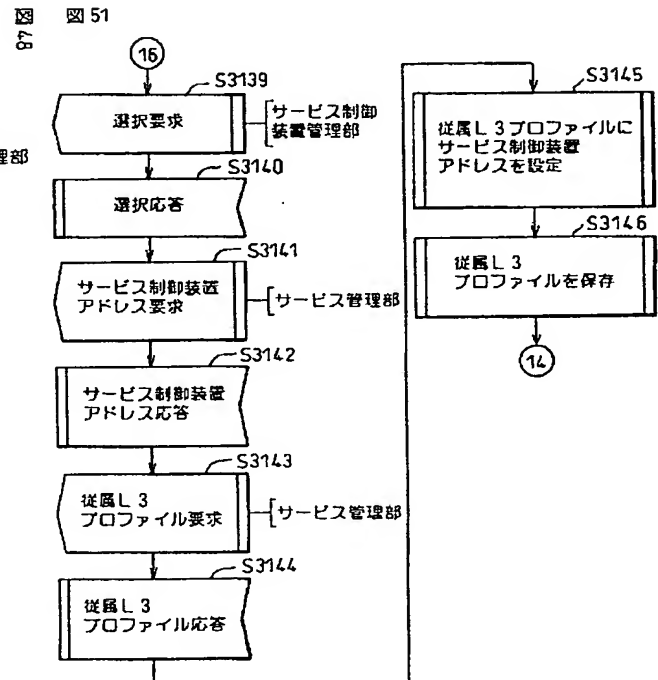 図51
図48
理部
16
S3139
選択要求
サービス制御
装置管理部
S3140
選択応答
S3141
サービス制御装置
アドレス要求
サービス管理部
S3142
サービス制御装置
アドレス応答
S3143
従属L3
プロファイル要求
サービス管理部
S3144
従属L3
プロファイル応答
S3145
従属L3プロファイルに
サービス制御装置
アドレスを設定
S3146
従属L3
プロファイルを保存
14